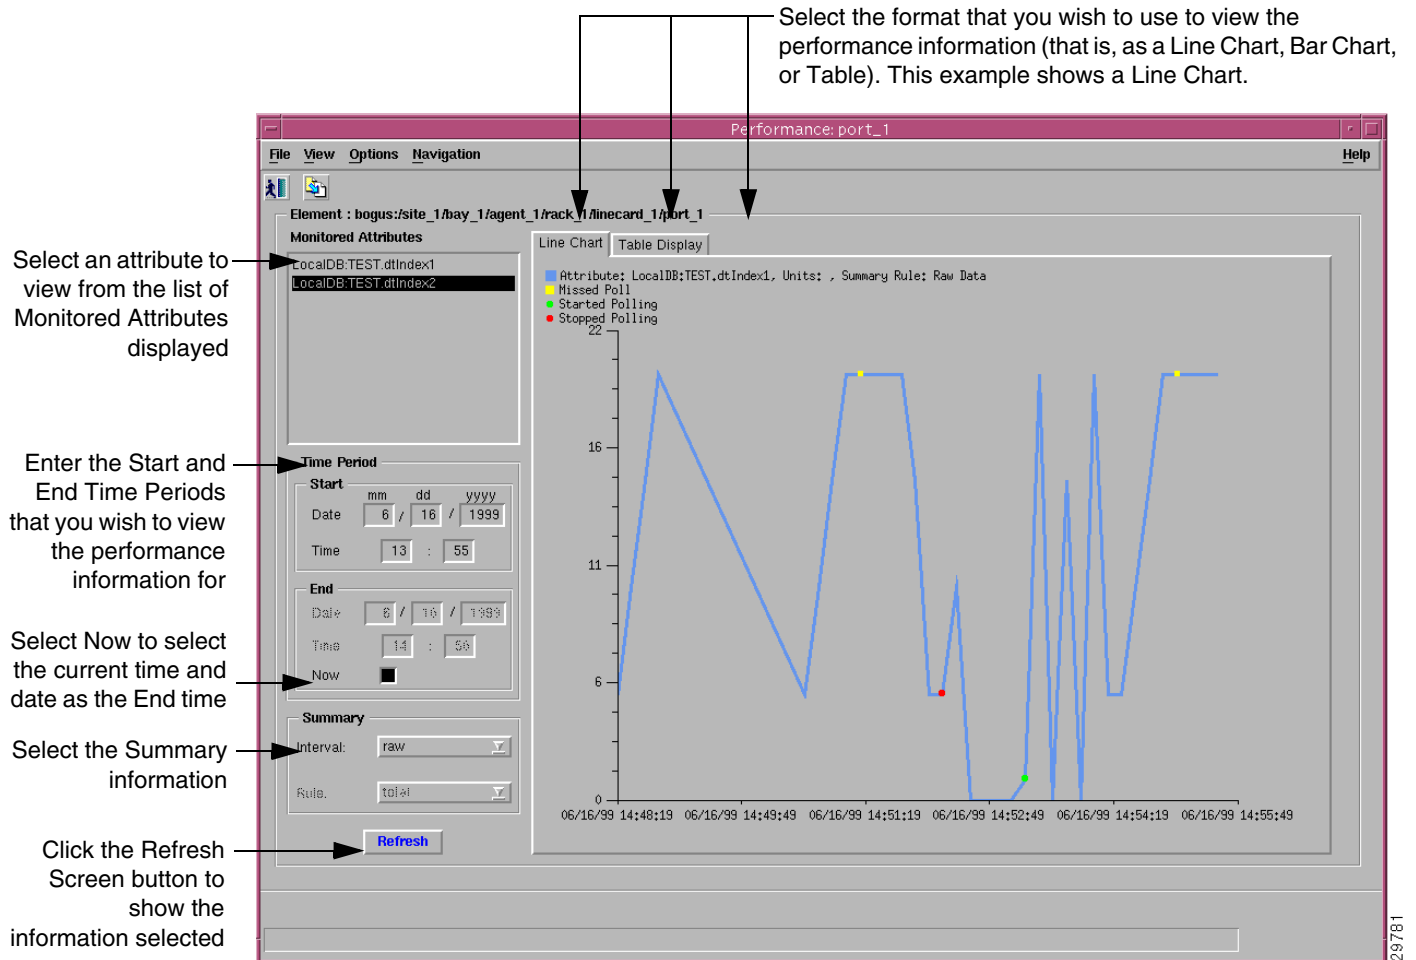 Select the format that you wish to use to view the
performance information (that is, as a Line Chart, Bar Chart,
or Table). This example shows a Line Chart.
Performance: port_1
File View Options Navigation Help
Element : bogus:/site_1/bay_1/agent_1/rack_1/linecard_1/port_1
Monitored Attributes
LocalDB:TEST.dtIndex1
LocalDB:TEST.dtIndex2
Line Chart Table Display
Attribute: LocalDB:TEST.dtIndex1, Units: , Summary Rule: Raw Data
Missed Poll
Started Polling
Stopped Polling
22
16
11
6
0
06/16/99 14:48:19 06/16/99 14:49:49 06/16/99 14:51:19 06/16/99 14:52:49 06/16/99 14:54:19 06/16/99 14:55:49
Select an attribute to
view from the list of
Monitored Attributes
displayed
Enter the Start and
End Time Periods
that you wish to view
the performance
information for
Time Period
Start
mm dd yyyy
Date 6 / 16 / 1999
Time 13 : 55
End
Date 6 / 16 / 1999
Time 14 : 56
Now
Select Now to select
the current time and
date as the End time
Summary
Interval: raw
Rule: total
Select the Summary
information
Refresh
Click the Refresh
Screen button to
show the
information selected
29781